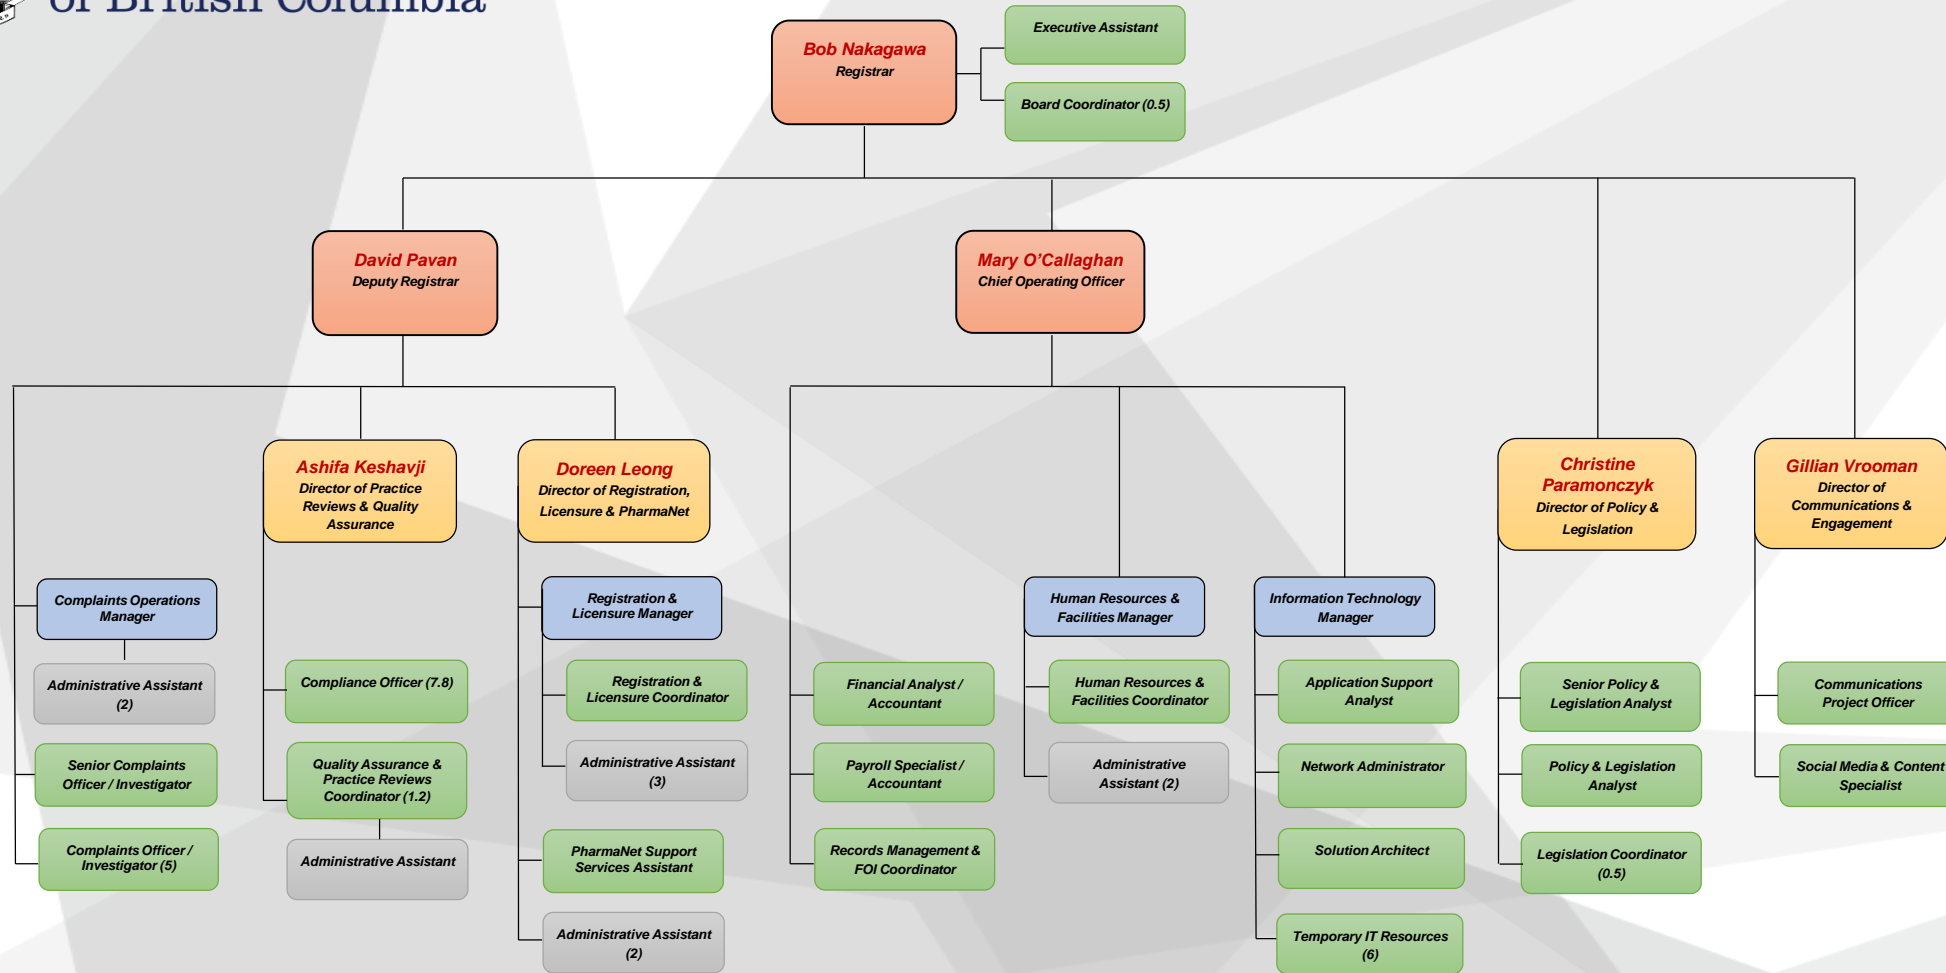 of British Columbia
Executive Assistant
Bob Nakagawa
Registrar
Board Coordinator (0.5)
David Pavan
Deputy Registrar
Mary O'Callaghan
Chief Operating Officer
Ashifa Keshavji
Director of Practice
Reviews & Quality
Assurance
Doreen Leong
Director of Registration,
Licensure & PharmaNet
Christine
Paramonczyk
Director of Policy &
Legislation
Gillian Vrooman
Director of
Communications &
Engagement
Complaints Operations
Manager
Administrative Assistant
(2)
Senior Complaints
Officer / Investigator
Complaints Officer /
Investigator (5)
Compliance Officer (7.8)
Quality Assurance &
Practice Reviews
Coordinator (1.2)
Administrative Assistant
Registration &
Licensure Manager
Registration &
Licensure Coordinator
Administrative Assistant
(3)
PharmaNet Support
Services Assistant
Administrative Assistant
(2)
Financial Analyst /
Accountant
Payroll Specialist /
Accountant
Records Management &
FOI Coordinator
Human Resources &
Facilities Manager
Human Resources &
Facilities Coordinator
Administrative
Assistant (2)
Information Technology
Manager
Application Support
Analyst
Network Administrator
Solution Architect
Temporary IT Resources
(6)
Senior Policy &
Legislation Analyst
Policy & Legislation
Analyst
Legislation Coordinator
(0.5)
Communications
Project Officer
Social Media & Content
Specialist